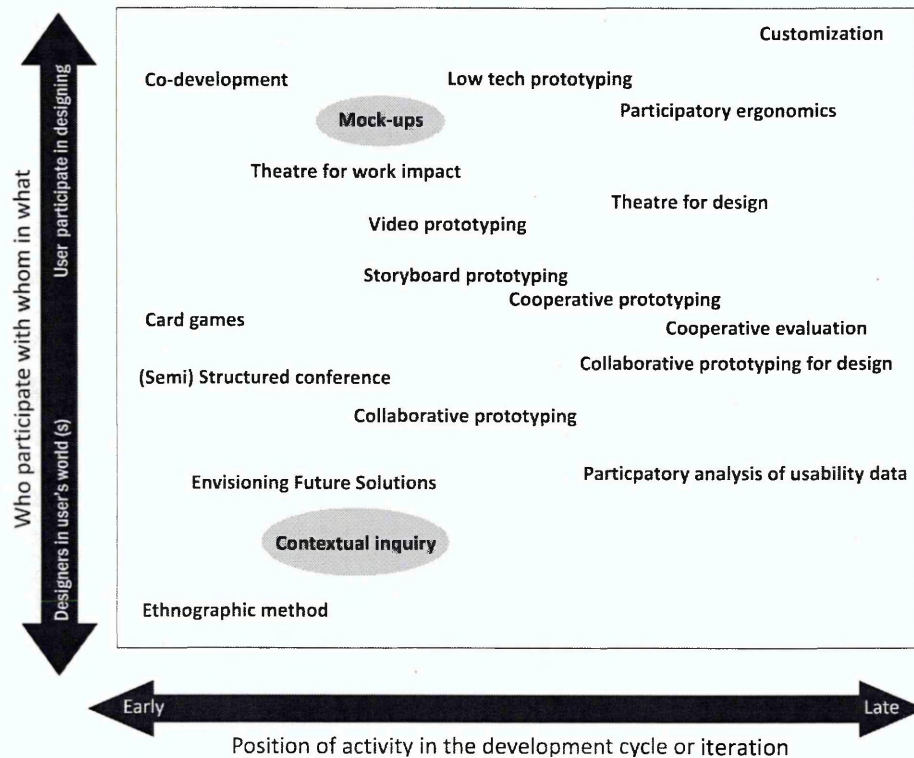 Customization
Co-development
Low tech prototyping
Participatory ergonomics
Mock-ups
Theatre for work impact
Theatre for design
Video prototyping
Storyboard prototyping
Cooperative prototyping
Card games
Cooperative evaluation
Collaborative prototyping for design
(Semi) Structured conference
Collaborative prototyping
Particpatory analysis of usability data
Envisioning Future Solutions
Contextual inquiry
Ethnographic method
Who participate with whom in what
User participate in designing
Designers in user's world (s)
Early
Late
Position of activity in the development cycle or iteration